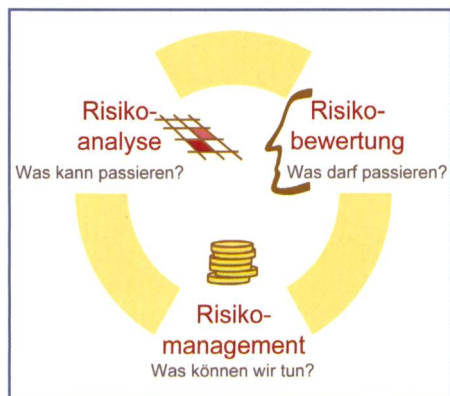 Risiko-
analyse
Was kann passieren?
Risiko-
bewertung
Was darf passieren?
Risiko-
management
Was können wir tun?